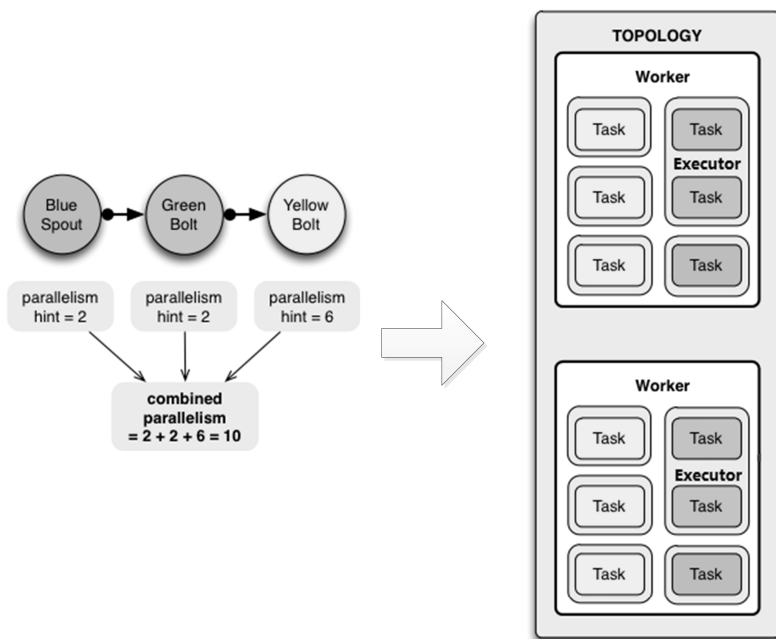 Blue
Spout
Green
Bolt
Yellow
Bolt
parallelism
hint = 2
parallelism
hint = 2
parallelism
hint = 6
combined
parallelism
= 2 + 2 + 6 = 10
TOPOLOGY
Worker
Task
Task
Executor
Task
Task
Task
Task
Worker
Task
Task
Executor
Task
Task
Task
Task